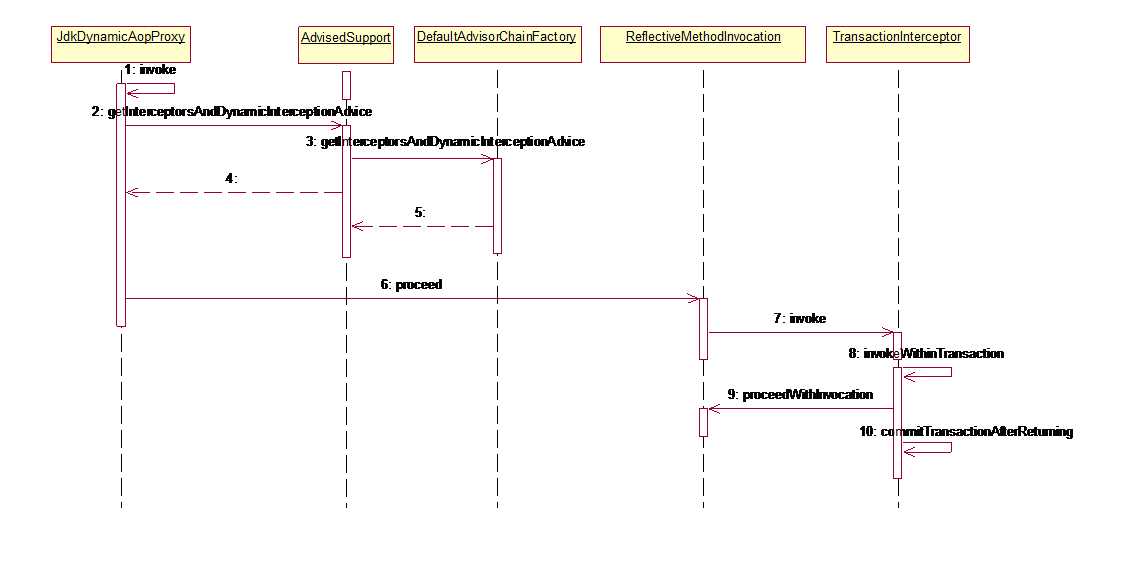 JdkDynamicAopProxy
AdvisedSupport
DefaultAdvisorChainFactory
ReflectiveMethodInvocation
TransactionInterceptor
1: invoke
2: getInterceptorsAndDynamicInterceptionAdvice
3: getInterceptorsAndDynamicInterceptionAdvice
4:
5:
6: proceed
7: invoke
8: invokeWithinTransaction
9: proceedWithInvocation
10: commitTransactionAfterReturning